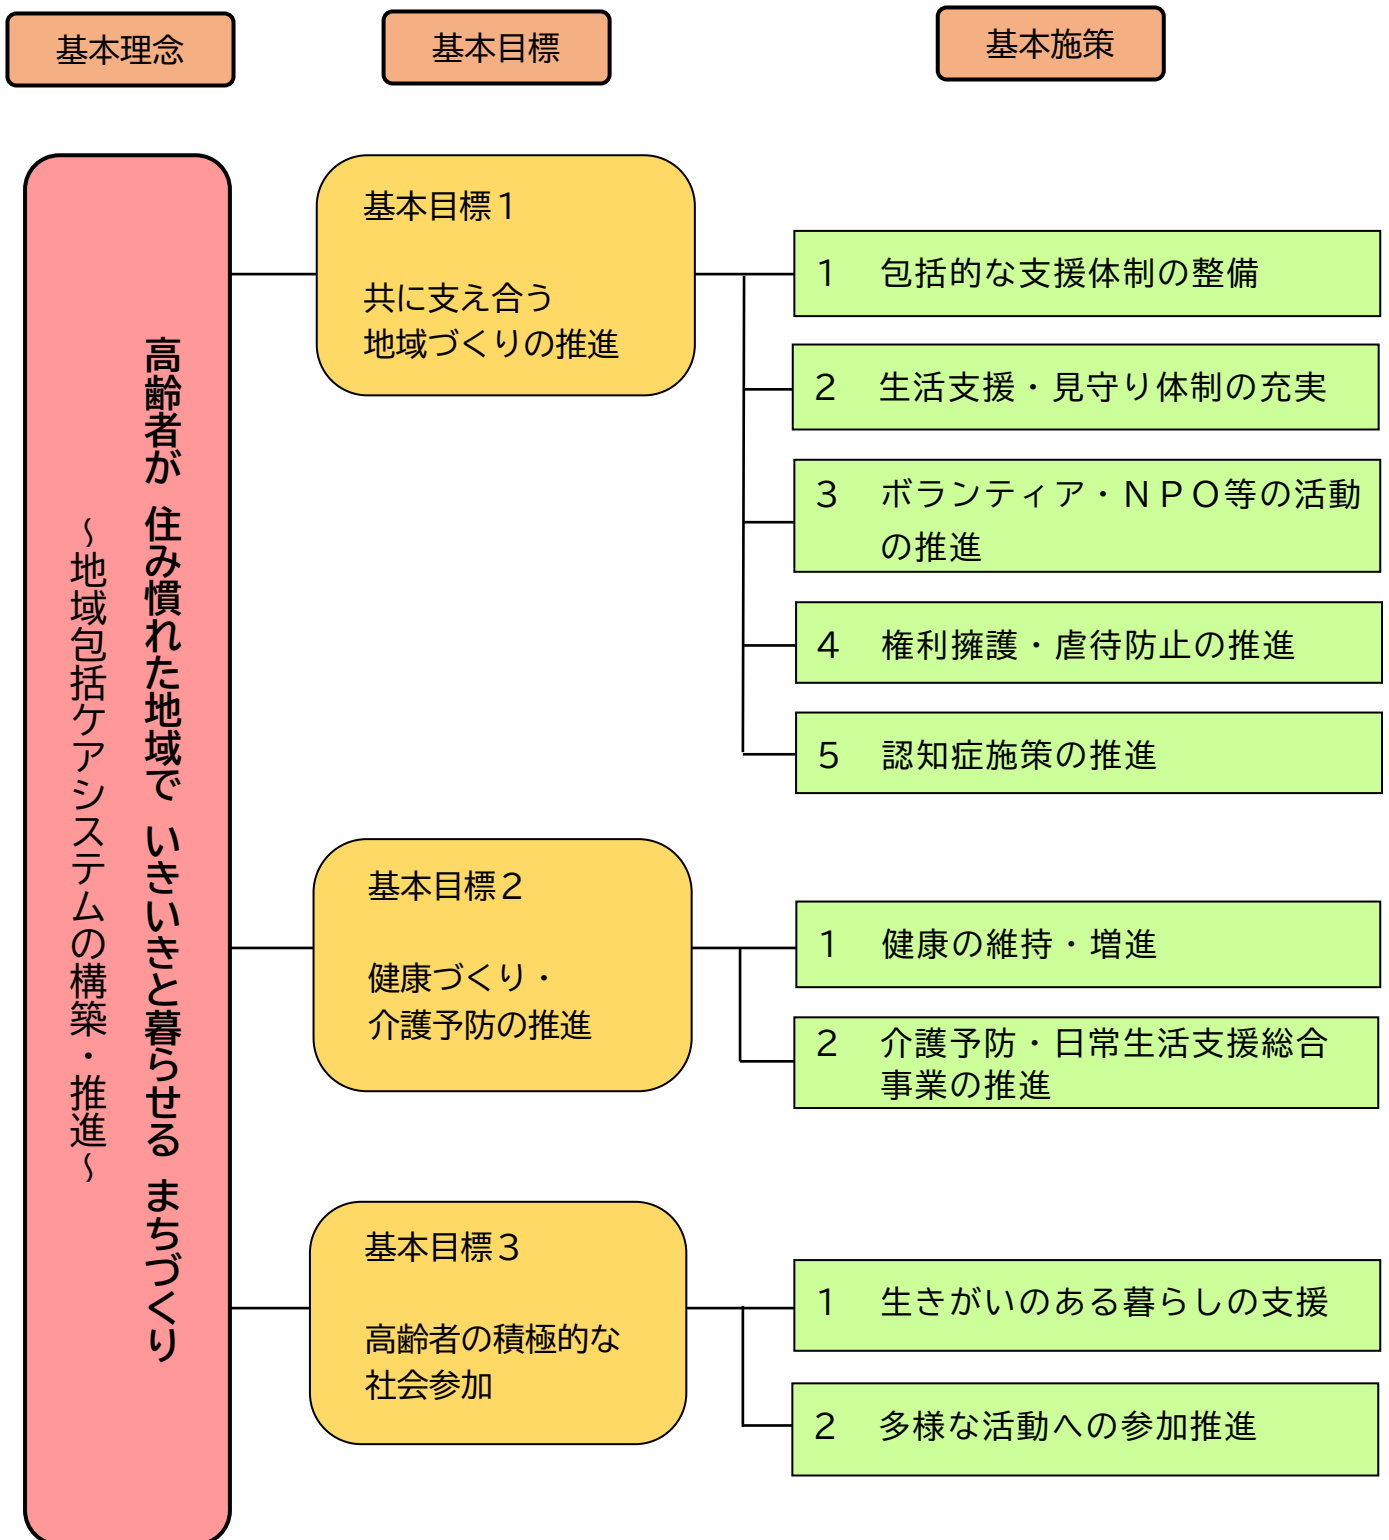 基本理念
基本目標
基本施策
高齢者が 住み慣れた地域で いきいきと暮らせる まちづくり
～地域包括ケアシステムの構築・推進～
基本目標１
共に支え合う
地域づくりの推進
１ 包括的な支援体制の整備
２ 生活支援・見守り体制の充実
３ ボランティア・ＮＰＯ等の活動
の推進
４ 権利擁護・虐待防止の推進
５ 認知症施策の推進
基本目標２
健康づくり・
介護予防の推進
１ 健康の維持・増進
２ 介護予防・日常生活支援総合
事業の推進
基本目標３
高齢者の積極的な
社会参加
１ 生きがいのある暮らしの支援
２ 多様な活動への参加推進